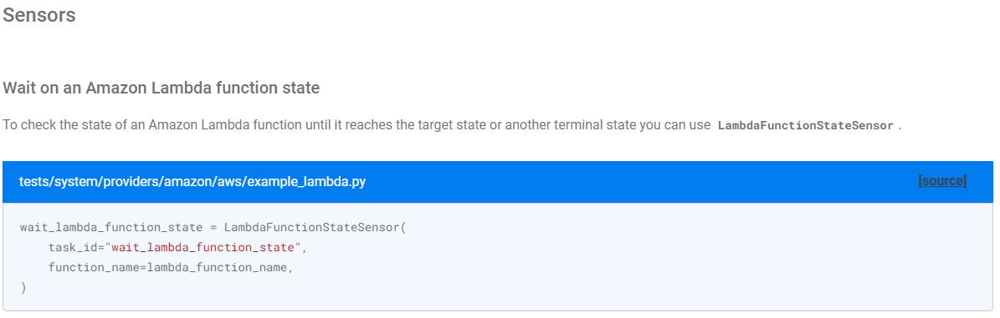 Sensors
Wait on an Amazon Lambda function state
To check the state of an Amazon Lambda function until it reaches the target state or another terminal state you can use LambdaFunctionStateSensor .
tests/system/providers/amazon/aws/example_lambda.py [source]
wait_lambda_function_state = LambdaFunctionStateSensor(
    task_id="wait_lambda_function_state",
    function_name=lambda_function_name,
)